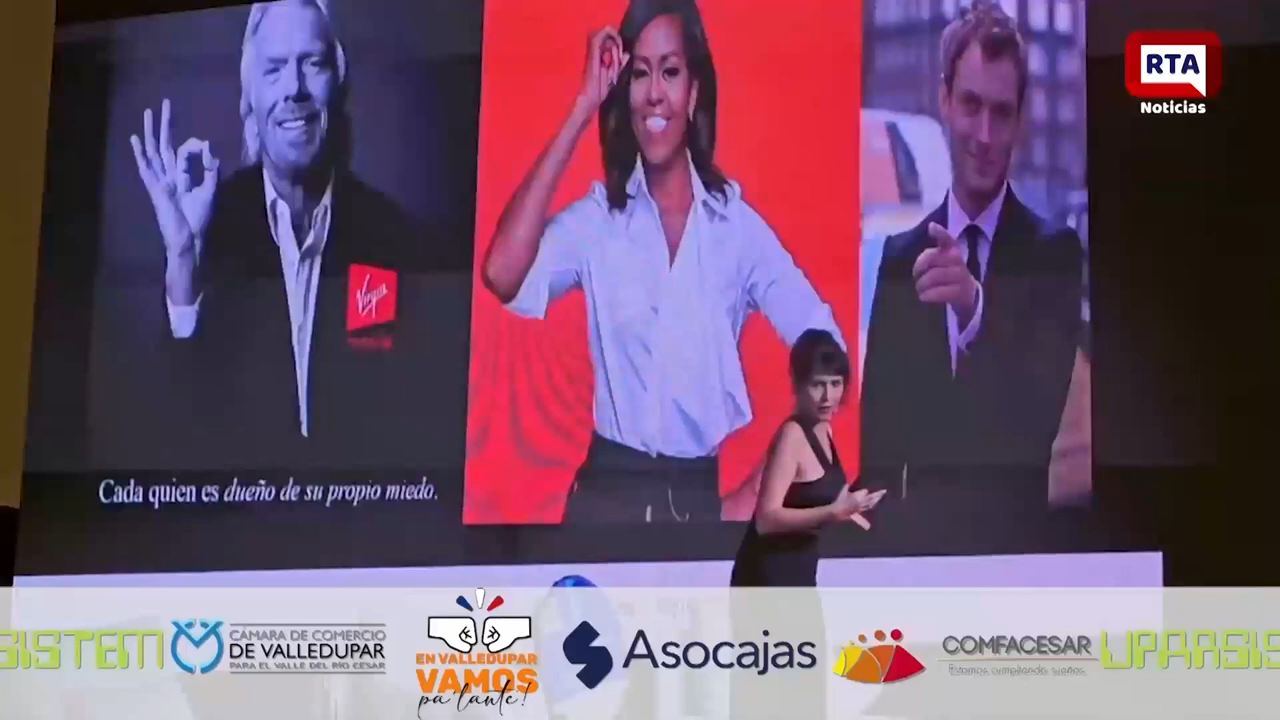 RTA
Noticias
Virgin
Cada quien es dueño de su propio miedo.
SISTEM
CÁMARA DE COMERCIO
DE VALLEDUPAR
PARA EL VALLE DEL RÍO CESAR
EN VALLEDUPAR
VAMOS
pa'lante!
Asocajas
COMFACESAR
Estamos cumpliendo sueños.
UPARSIS